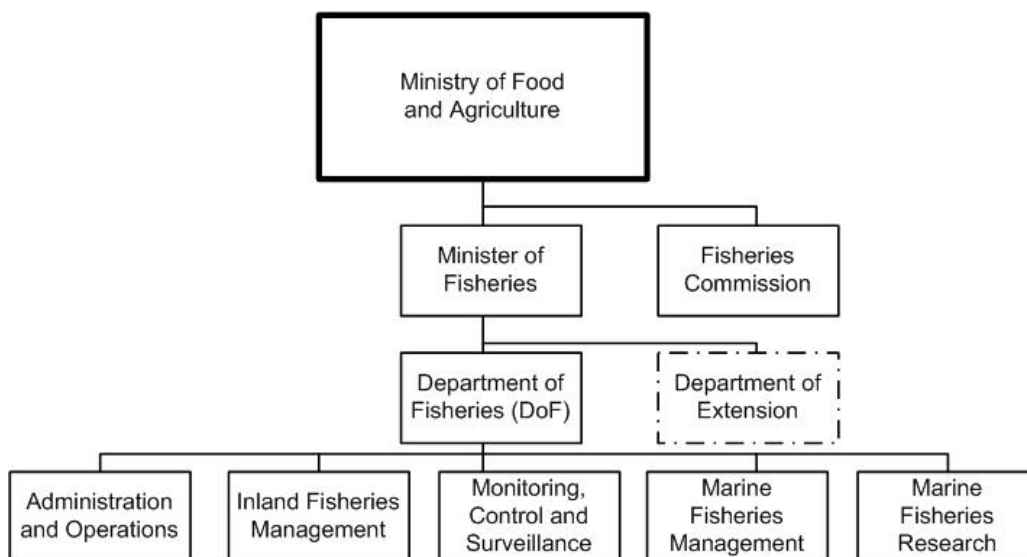 Ministry of Food
and Agriculture
Minister of
Fisheries
Fisheries
Commission
Department of
Fisheries (DoF)
Department of
Extension
Administration
and Operations
Inland Fisheries
Management
Monitoring,
Control and
Surveillance
Marine
Fisheries
Management
Marine
Fisheries
Research